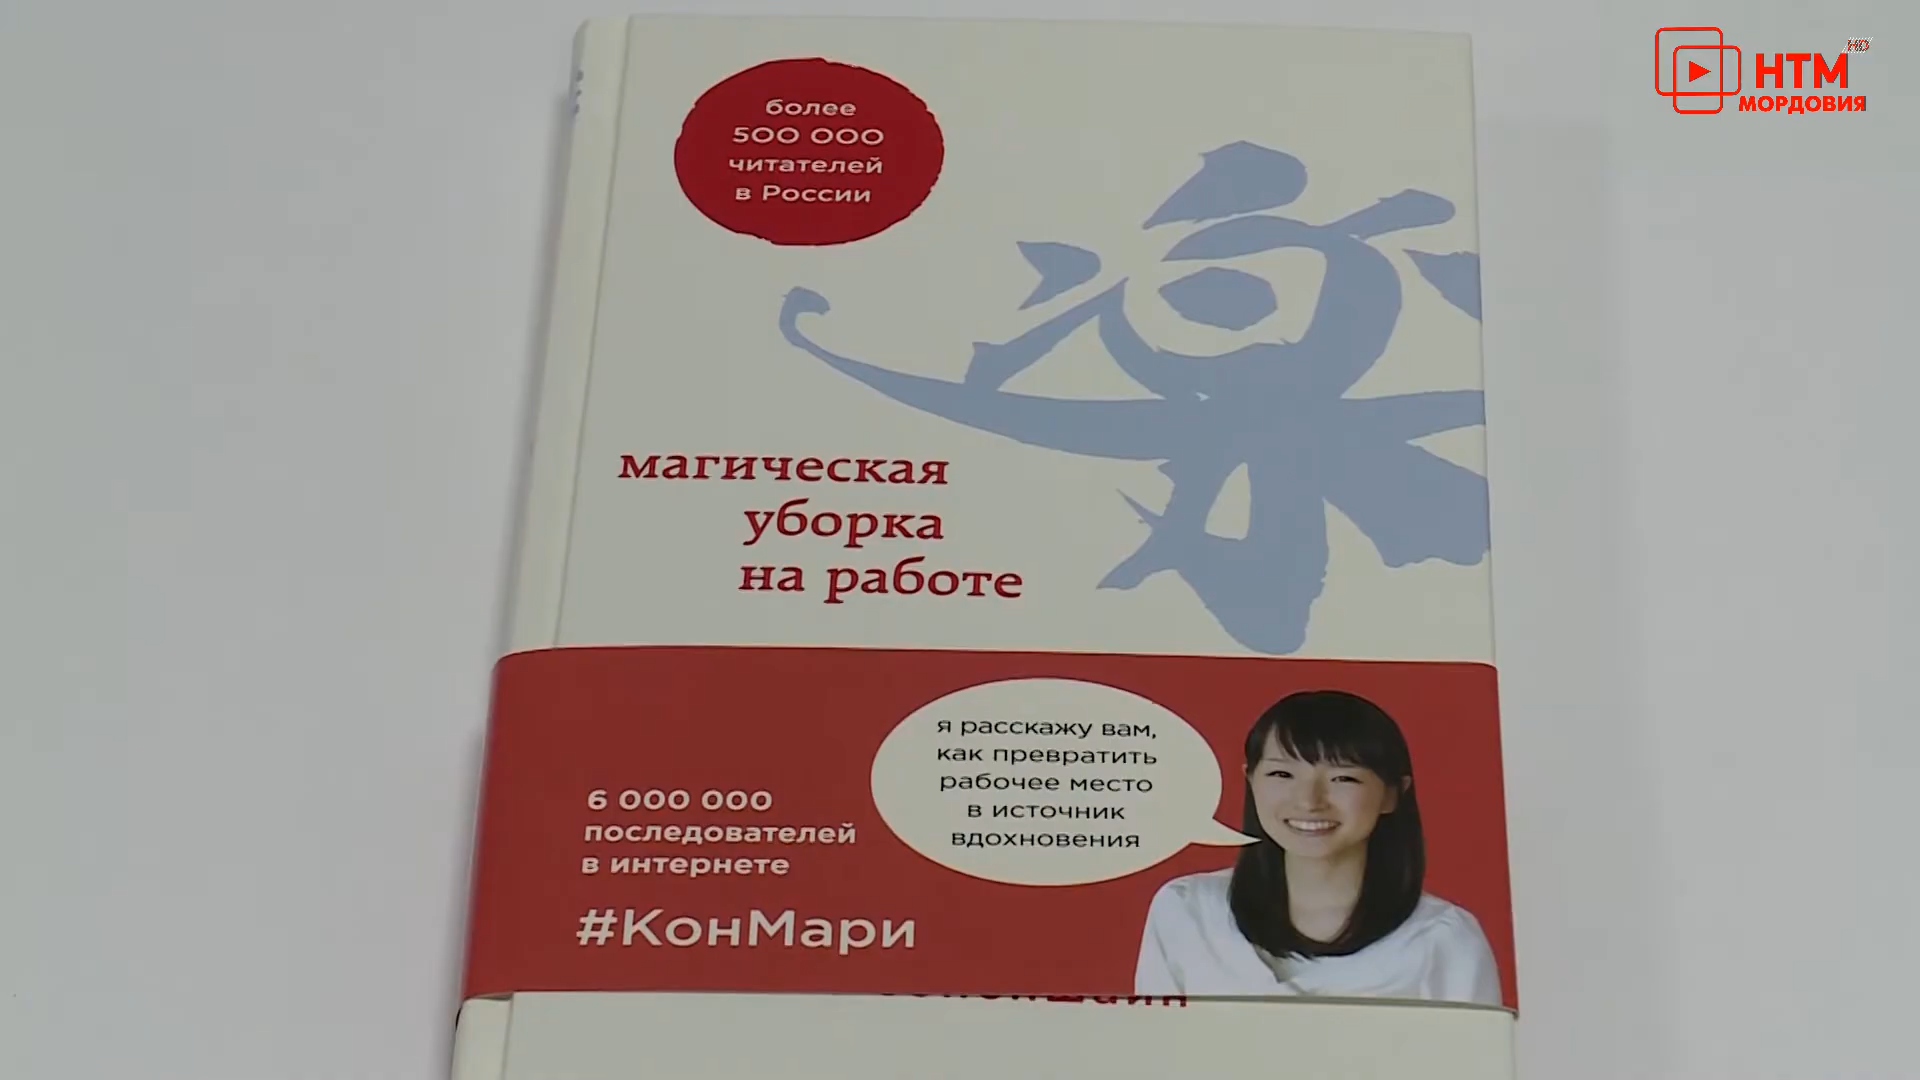 более
500 000
читателей
в России
HD
НТМ
МОРДОВИЯ
楽
магическая
уборка
на работе
я расскажу вам,
как превратить
рабочее место
в источник
вдохновения
6 000 000
последователей
в интернете
#КонМари